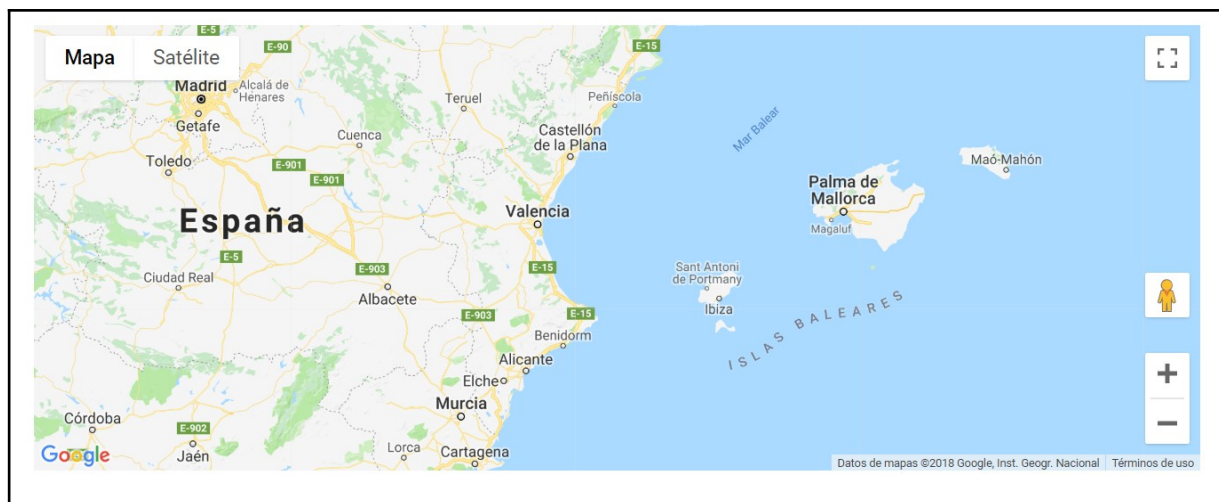 Mapa
Satélite
E-5
E-90
E-15
Madrid
Alcalá de
Henares
Getafe
Teruel
Peñíscola
Mar Balear
Cuenca
Castellón
de la Plana
Toledo
E-901
E-901
Maó-Mahón
Palma de
Mallorca
Magaluf
España
Valencia
E-5
E-903
E-15
Ciudad Real
Albacete
Sant Antoni
de Portmany
Ibiza
ISLAS BALEARES
E-903
E-15
Benidorm
Alicante
Elche
Murcia
Córdoba
E-902
Jaén
Lorca
Cartagena
Google
Datos de mapas ©2018 Google, Inst. Geogr. Nacional
Términos de uso